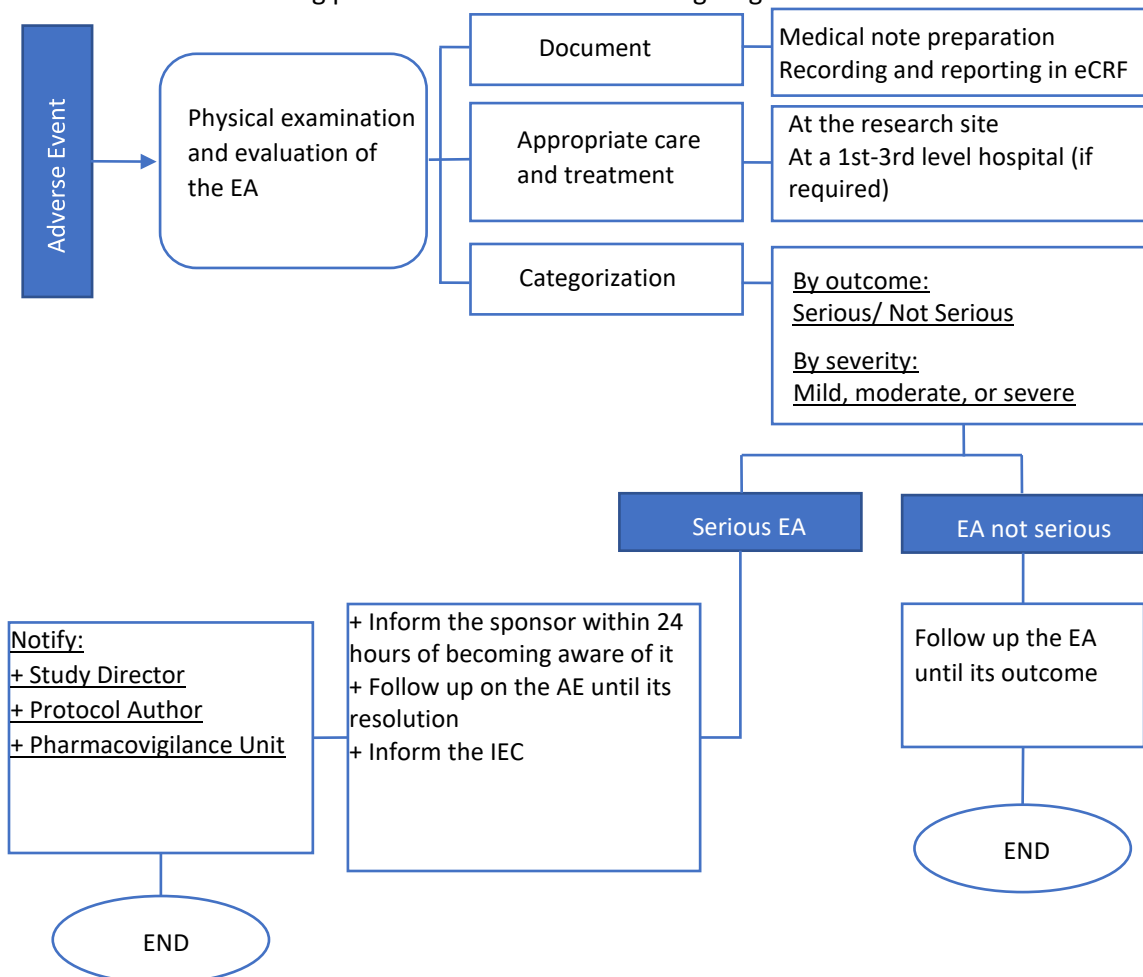 Adverse Event
Physical examination
and evaluation of
the EA
Document
Medical note preparation
Recording and reporting in eCRF
Appropriate care
and treatment
At the research site
At a 1st-3rd level hospital (if
required)
Categorization
By outcome:
Serious/ Not Serious
By severity:
Mild, moderate, or severe
Serious EA
EA not serious
Notify:
+ Study Director
+ Protocol Author
+ Pharmacovigilance Unit
+ Inform the sponsor within 24
hours of becoming aware of it
+ Follow up on the AE until its
resolution
+ Inform the IEC
Follow up the EA
until its outcome
END
END